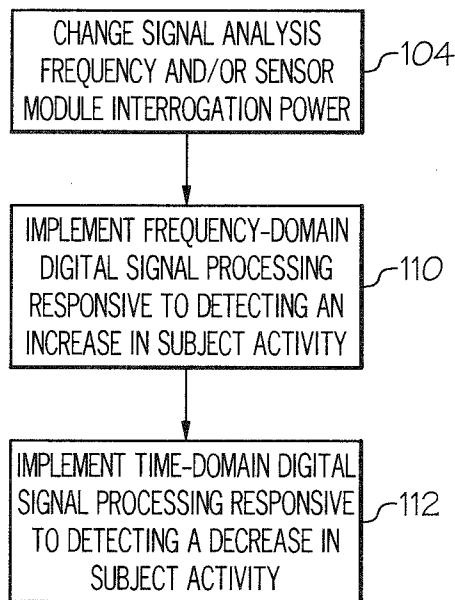 CHANGE SIGNAL ANALYSIS
FREQUENCY AND/OR SENSOR
MODULE INTERROGATION POWER
104
IMPLEMENT FREQUENCY-DOMAIN
DIGITAL SIGNAL PROCESSING
RESPONSIVE TO DETECTING AN
INCREASE IN SUBJECT ACTIVITY
110
IMPLEMENT TIME-DOMAIN DIGITAL
SIGNAL PROCESSING RESPONSIVE
TO DETECTING A DECREASE IN
SUBJECT ACTIVITY
112